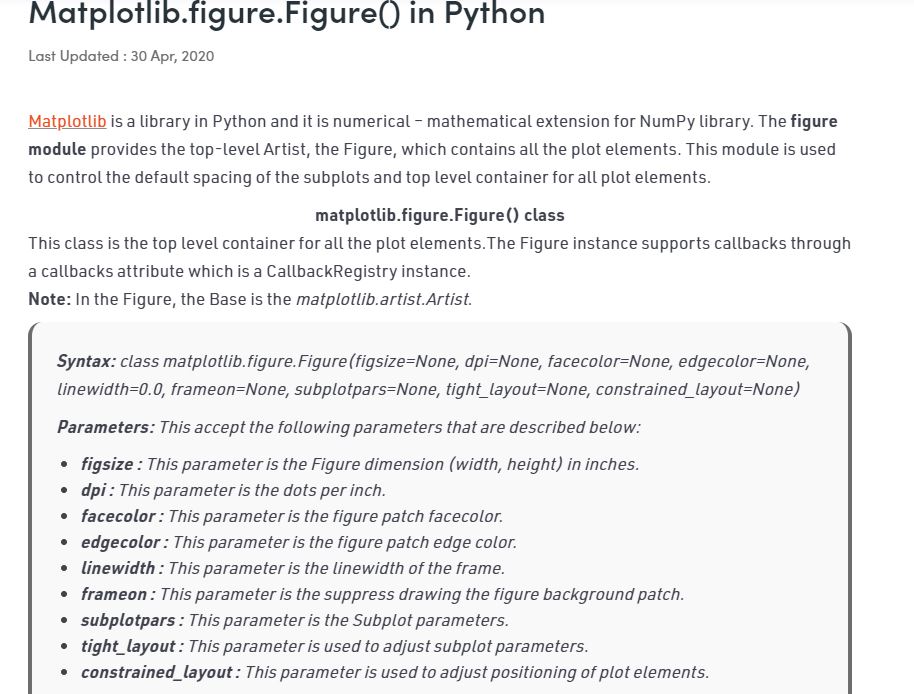 Matplotlib.figure.Figure() in Python
Last Updated : 30 Apr, 2020
Matplotlib is a library in Python and it is numerical – mathematical extension for NumPy library. The figure
module provides the top-level Artist, the Figure, which contains all the plot elements. This module is used
to control the default spacing of the subplots and top level container for all plot elements.
matplotlib.figure.Figure() class
This class is the top level container for all the plot elements.The Figure instance supports callbacks through
a callbacks attribute which is a CallbackRegistry instance.
Note: In the Figure, the Base is the matplotlib.artist.Artist.
Syntax: class matplotlib.figure.Figure(figsize=None, dpi=None, facecolor=None, edgecolor=None,
linewidth=0.0, frameon=None, subplotpars=None, tight_layout=None, constrained_layout=None)
Parameters: This accept the following parameters that are described below:
• figsize : This parameter is the Figure dimension (width, height) in inches.
• dpi : This parameter is the dots per inch.
• facecolor : This parameter is the figure patch facecolor.
• edgecolor : This parameter is the figure patch edge color.
• linewidth : This parameter is the linewidth of the frame.
• frameon : This parameter is the suppress drawing the figure background patch.
• subplotpars : This parameter is the Subplot parameters.
• tight_layout : This parameter is used to adjust subplot parameters.
• constrained_layout : This parameter is used to adjust positioning of plot elements.